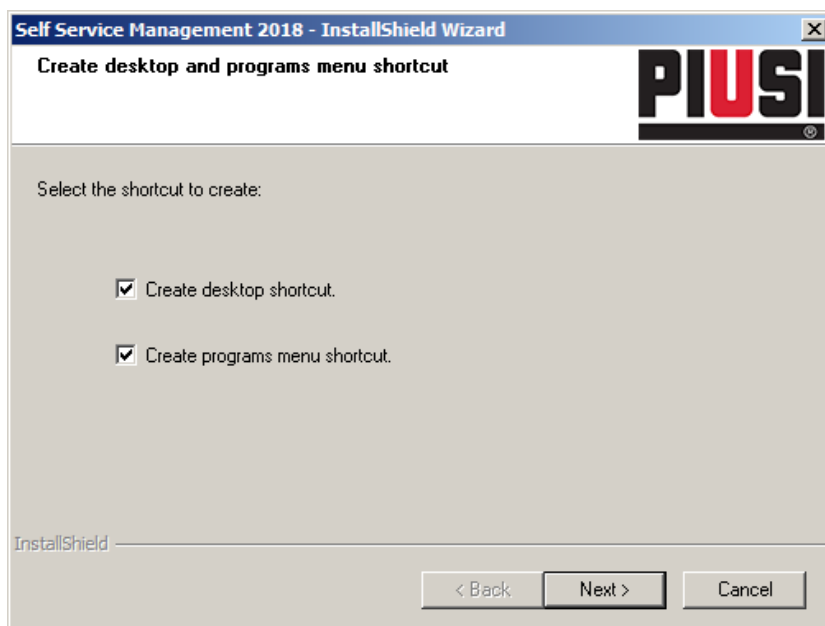 Self Service Management 2018 - InstallShield Wizard
Create desktop and programs menu shortcut
PIUSI
®
Select the shortcut to create:
Create desktop shortcut.
Create programs menu shortcut.
InstallShield
< Back
Next >
Cancel